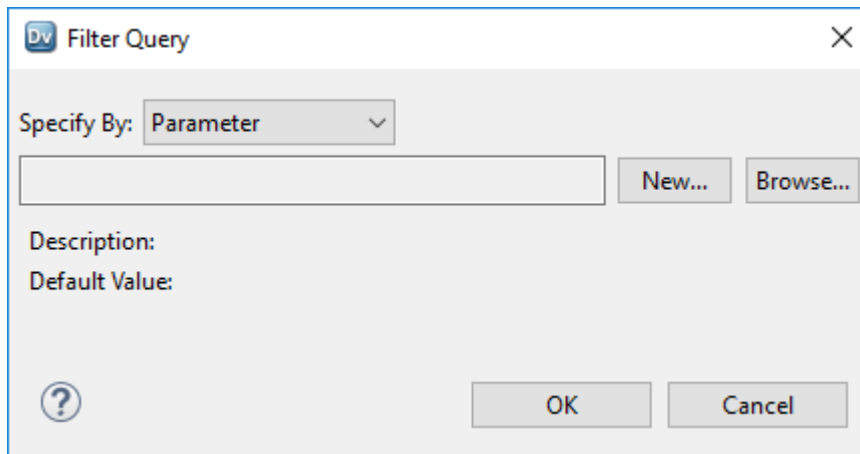 Dv Filter Query
Specify By: Parameter
New... Browse...
Description:
Default Value:
? OK Cancel